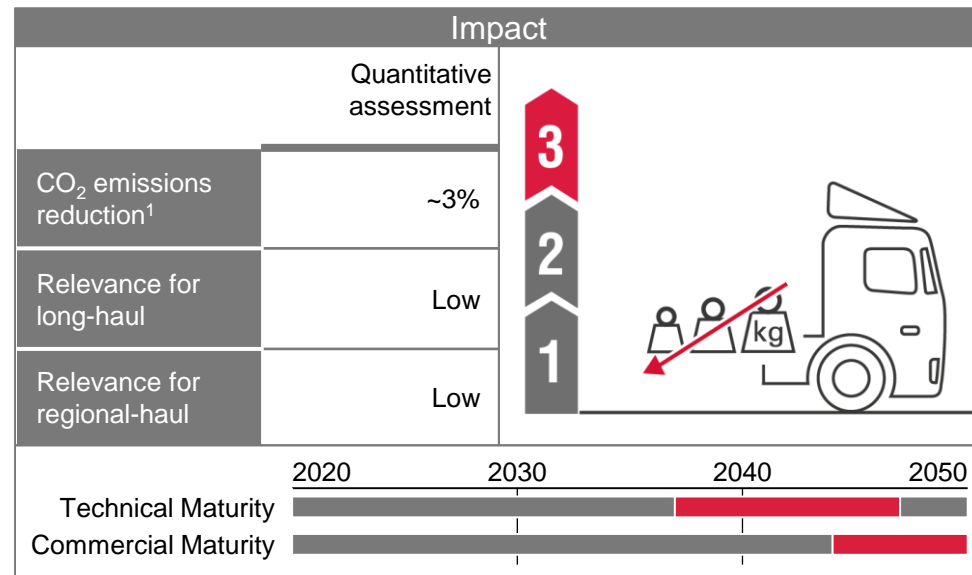 Impact
Quantitative
assessment
CO₂ emissions
reduction¹
~3%
Relevance for
long-haul
Low
Relevance for
regional-haul
Low
3
2
1
kg
2020 2030 2040 2050
Technical Maturity
Commercial Maturity